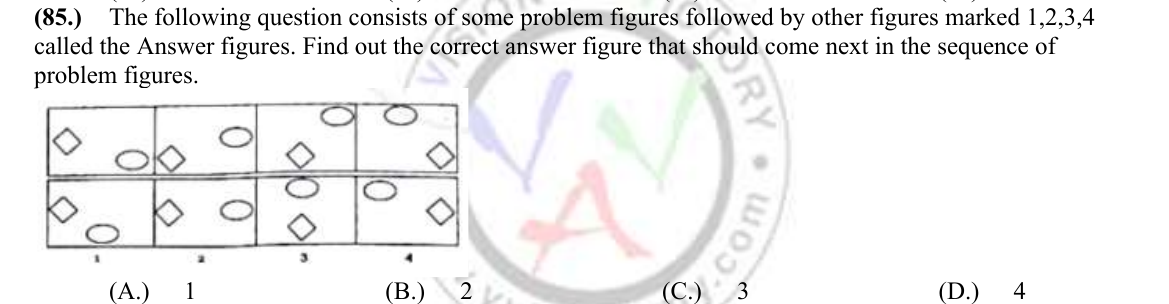 (85.) The following question consists of some problem figures followed by other figures marked 1,2,3,4
called the Answer figures. Find out the correct answer figure that should come next in the sequence of
problem figures.
1 2 3 4
(A.) 1 (B.) 2 (C.) 3 (D.) 4